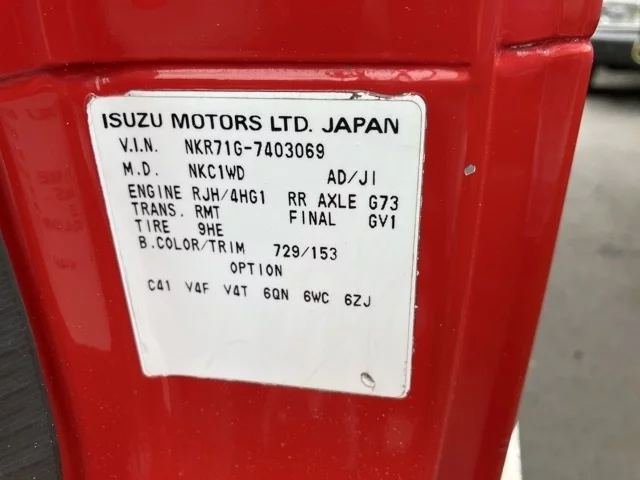 ISUZU MOTORS LTD. JAPAN
V.I.N. NKR71G-7403069
M.D. NKC1WD AD/JI
ENGINE RJH/4HG1 RR AXLE G73
TRANS. RMT FINAL GV1
TIRE 9HE
B.COLOR/TRIM 729/153
OPTION
C41 V4F V4T 6QN 6WC 6ZJ